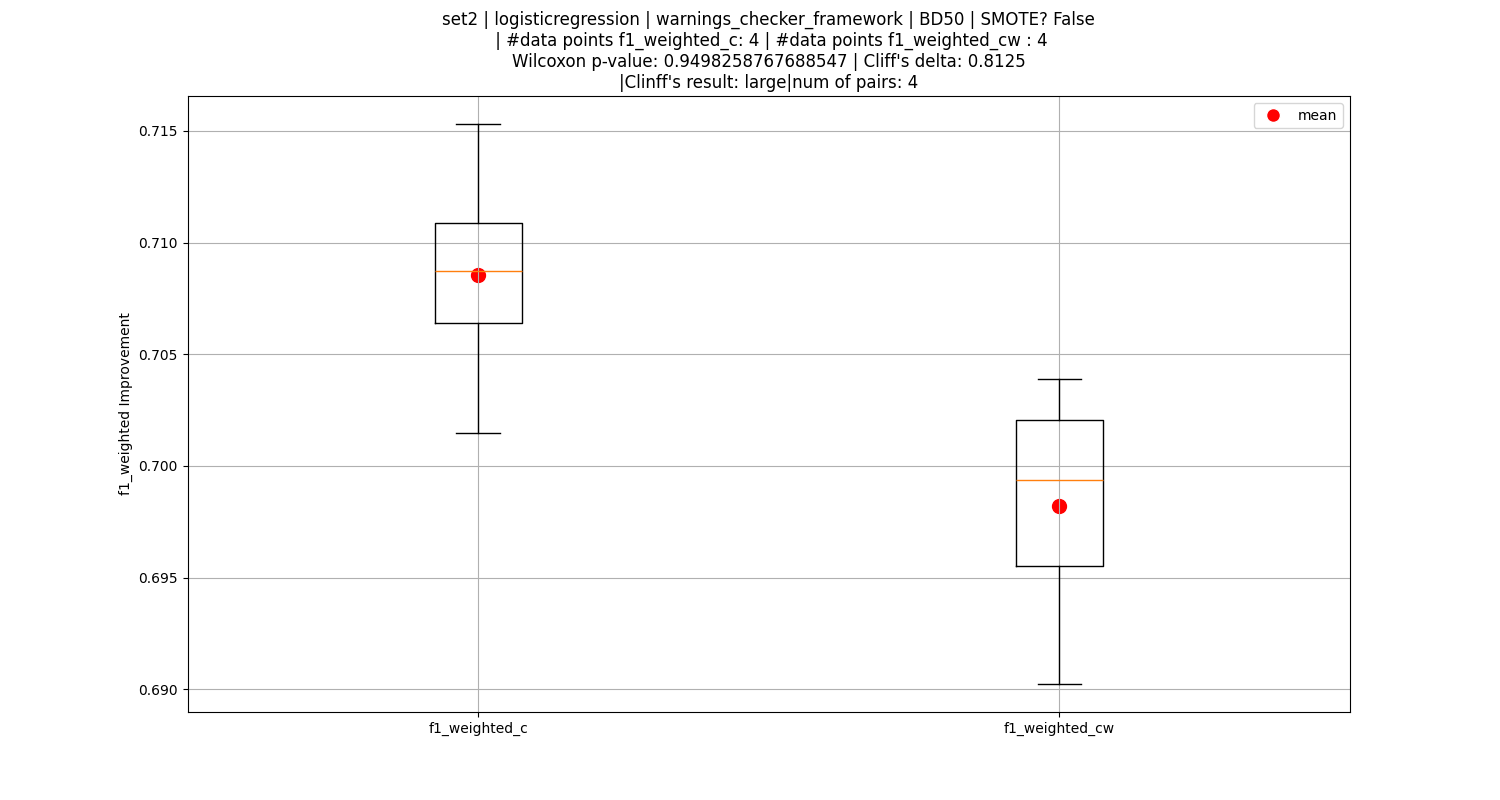 set2 | logisticregression | warnings_checker_framework | BD50 | SMOTE? False
| #data points f1_weighted_c: 4 | #data points f1_weighted_cw : 4
Wilcoxon p-value: 0.9498258767688547 | Cliff's delta: 0.8125
|Clinff's result: large|num of pairs: 4
mean
0.715
0.710
0.705
0.700
0.695
0.690
f1_weighted Improvement
f1_weighted_c
f1_weighted_cw